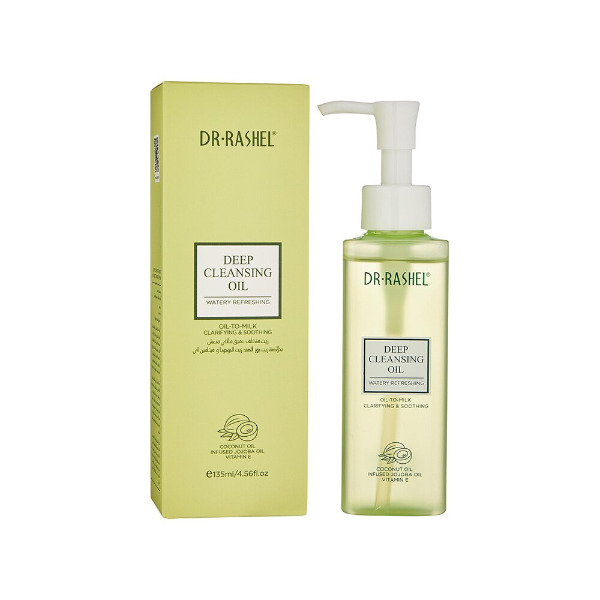 DR·RASHEL®
DEEP
CLEANSING
OIL
WATERY REFRESHING
OIL-TO-MILK
CLARIFYING & SOOTHING
COCONUT OIL
INFUSED JOJOBA OIL
VITAMIN E
℮135ml/4.56fl.oz
DR·RASHEL®
DEEP
CLEANSING
OIL
WATERY REFRESHING
OIL-TO-MILK
CLARIFYING & SOOTHING
COCONUT OIL
INFUSED JOJOBA OIL
VITAMIN E